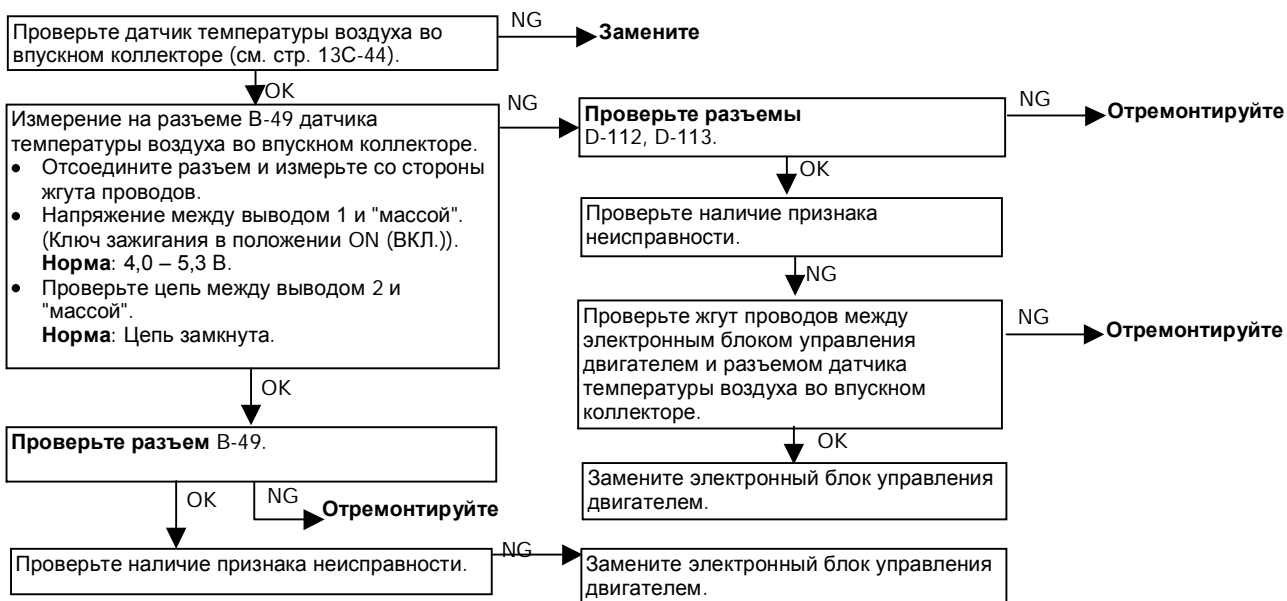 Проверьте датчик температуры воздуха во
впускном коллекторе (см. стр. 13С-44).
NG
Замените
OK
Измерение на разъеме В-49 датчика
температуры воздуха во впускном коллекторе.
• Отсоедините разъем и измерьте со стороны
жгута проводов.
• Напряжение между выводом 1 и "массой".
(Ключ зажигания в положении ON (ВКЛ.)).
Норма: 4,0 – 5,3 В.
• Проверьте цепь между выводом 2 и
"массой".
Норма: Цепь замкнута.
NG
Проверьте разъемы
D-112, D-113.
NG
Отремонтируйте
OK
Проверьте наличие признака
неисправности.
NG
Проверьте жгут проводов между
электронным блоком управления
двигателем и разъемом датчика
температуры воздуха во впускном
коллекторе.
NG
Отремонтируйте
OK
Замените электронный блок управления
двигателем.
OK
Проверьте разъем В-49.
OK
NG
Отремонтируйте
Проверьте наличие признака неисправности.
NG
Замените электронный блок управления
двигателем.